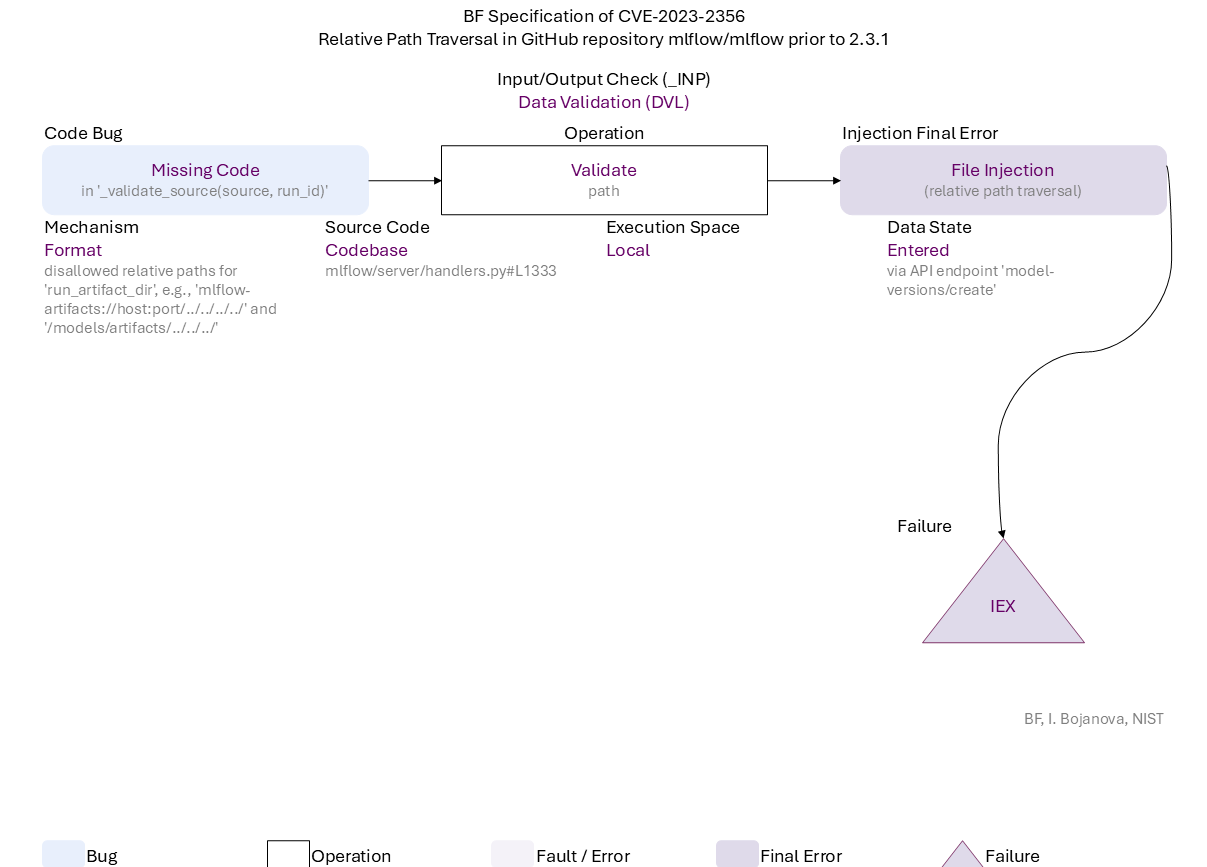 BF Specification of CVE-2023-2356
Relative Path Traversal in GitHub repository mlflow/mlflow prior to 2.3.1
Input/Output Check (_INP)
Data Validation (DVL)
Code Bug
Operation
Injection Final Error
Missing Code
in '_validate_source(source, run_id)'
Validate
path
File Injection
(relative path traversal)
Mechanism
Format
disallowed relative paths for
'run_artifact_dir', e.g., 'mlflow-
artifacts://host:port/../../../../' and
'/models/artifacts/../../../'
Source Code
Codebase
mlflow/server/handlers.py#L1333
Execution Space
Local
Data State
Entered
via API endpoint 'model-
versions/create'
Failure
IEX
BF, I. Bojanova, NIST
Bug
Operation
Fault / Error
Final Error
Failure